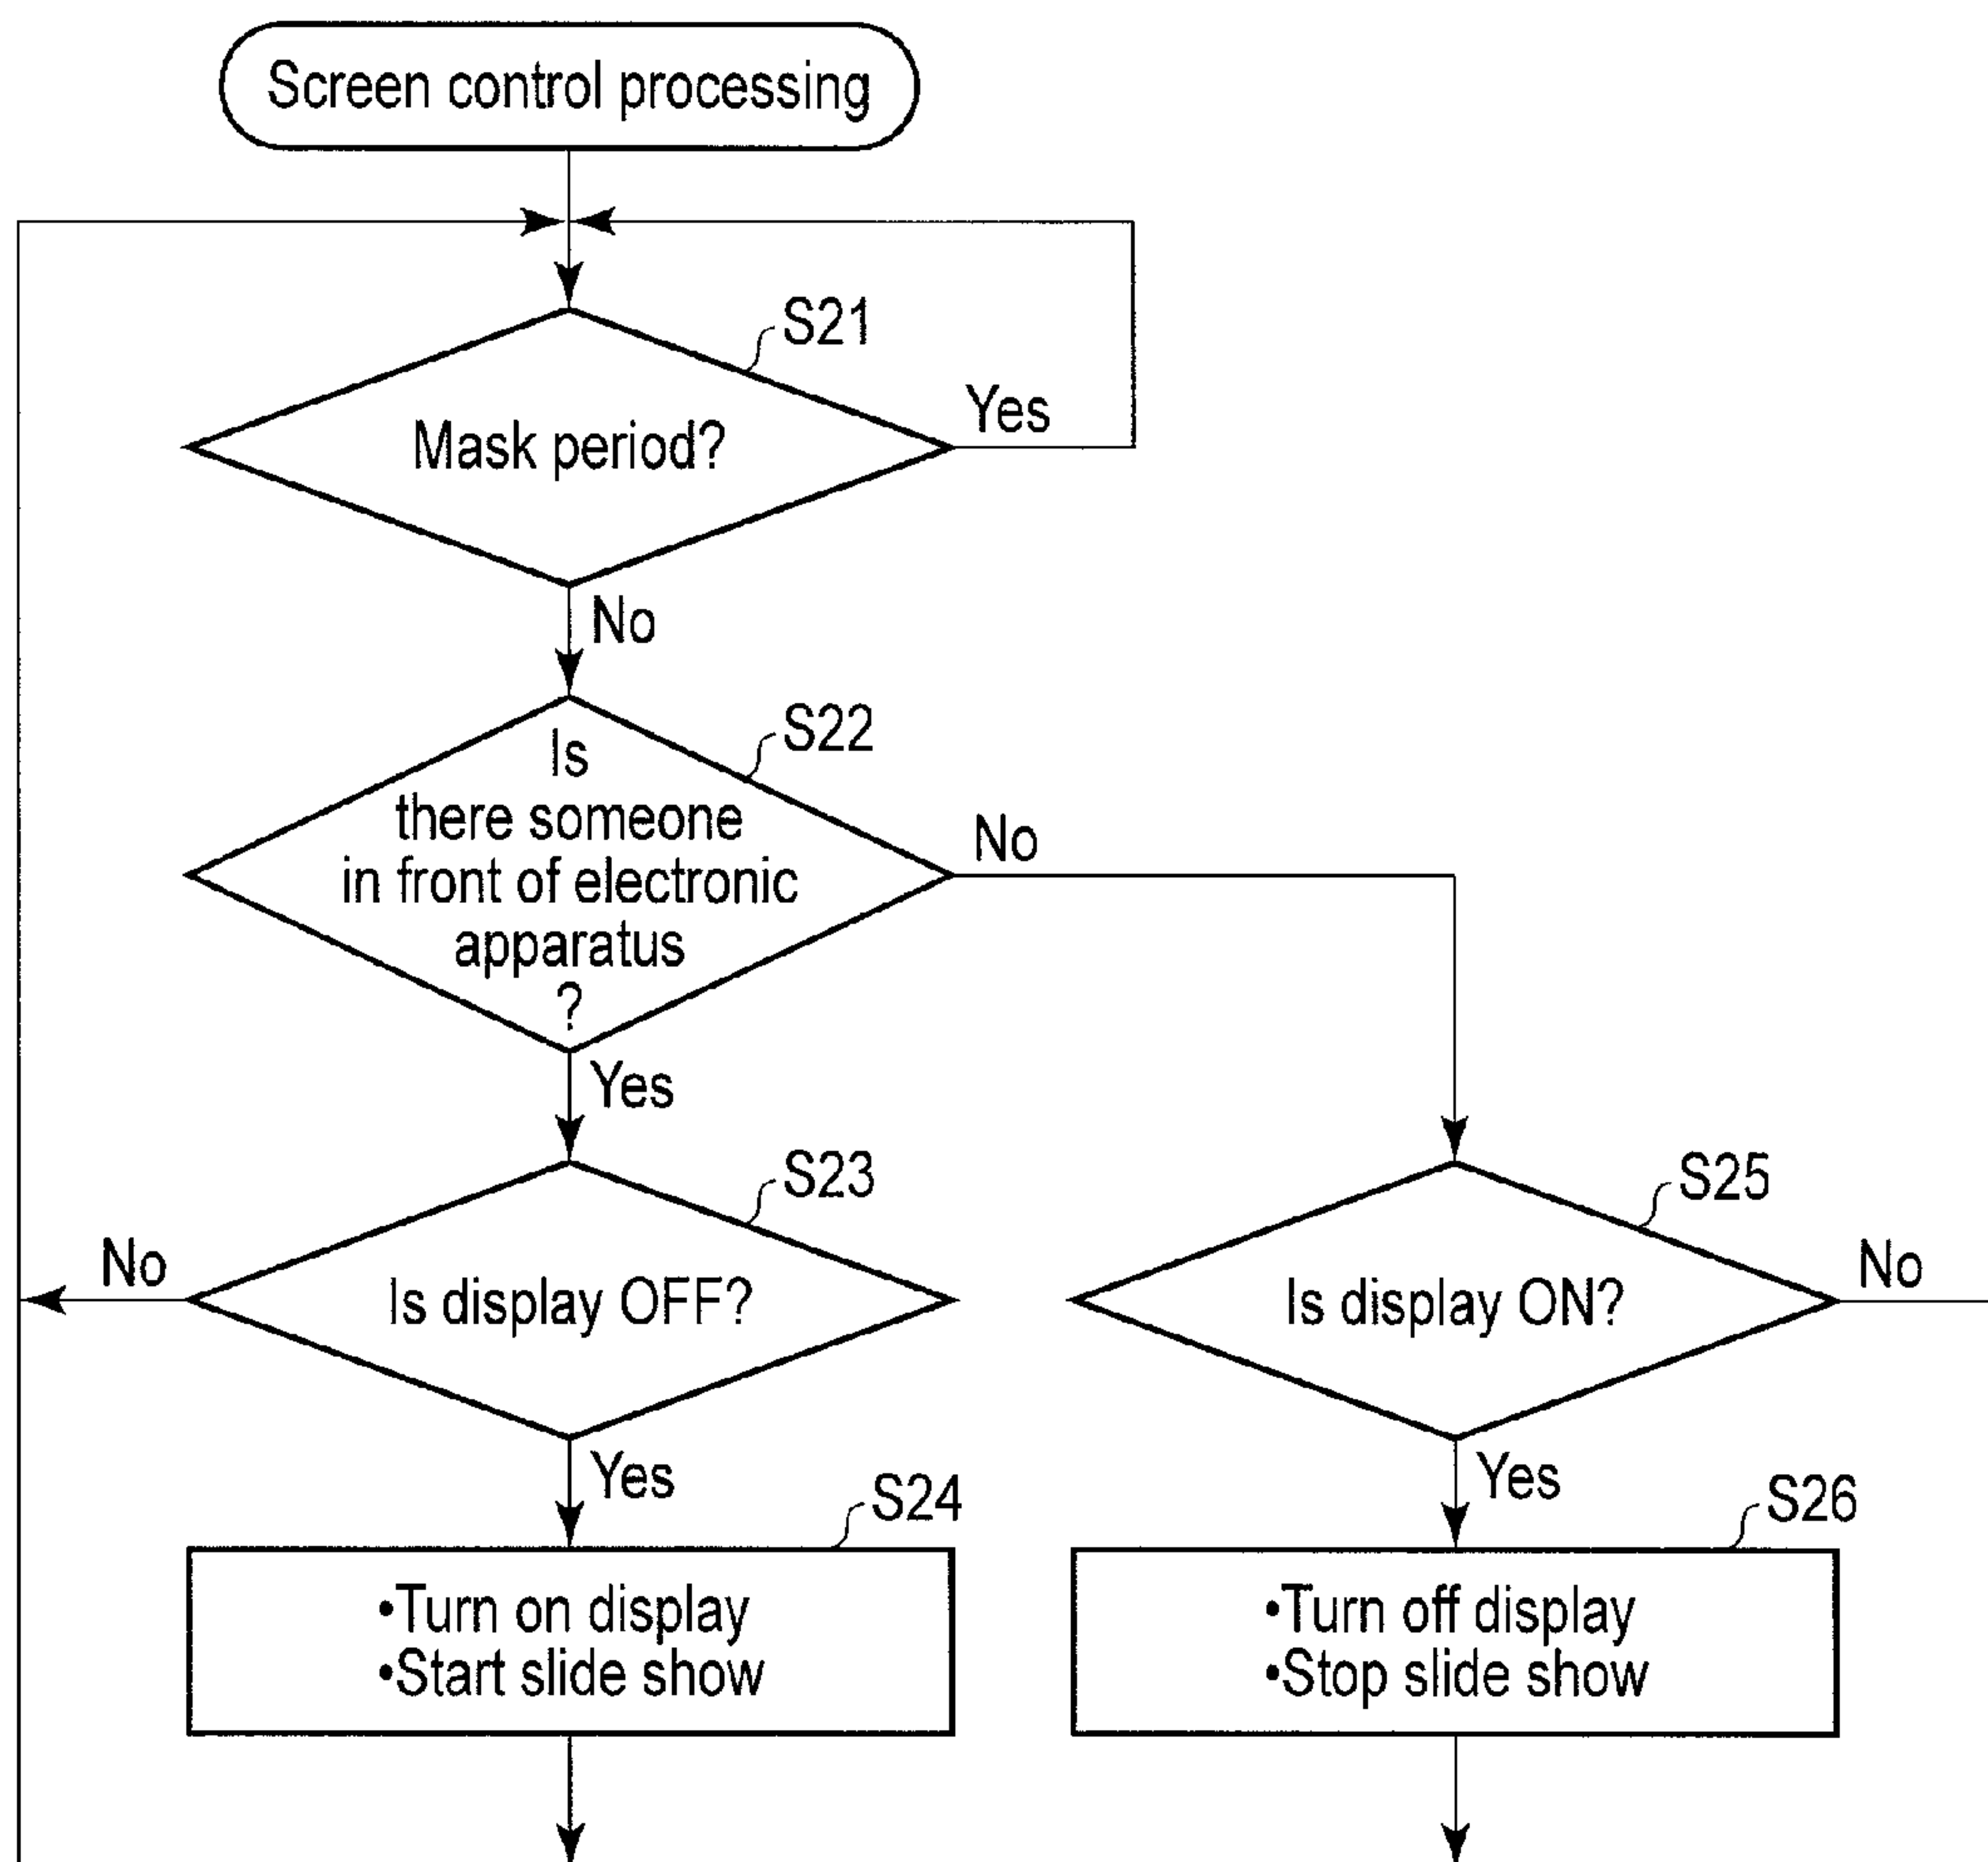 Screen control processing
S21
Mask period?
Yes
No
S22
Is
there someone
in front of electronic
apparatus
?
No
Yes
S23
Is display OFF?
No
S25
Is display ON?
No
Yes
S24
•Turn on display
•Start slide show
Yes
S26
•Turn off display
•Stop slide show